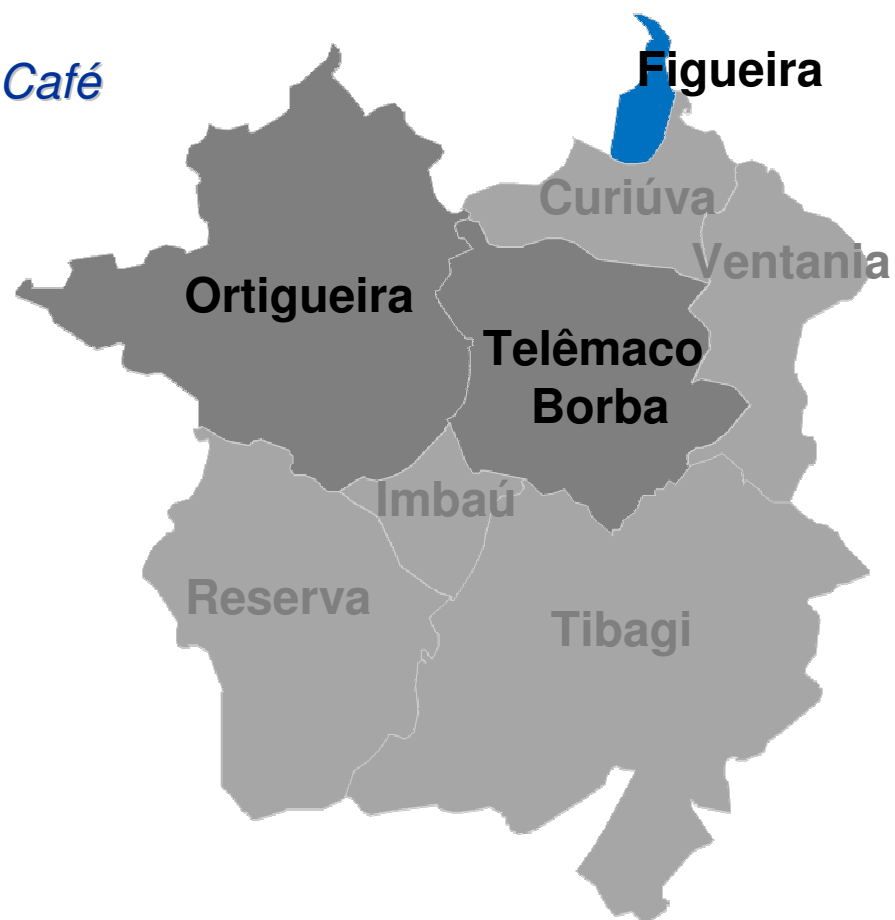 Café
Figueira
Curiúva
Ventania
Ortigueira
Telêmaco
Borba
Imbaú
Reserva
Tibagi